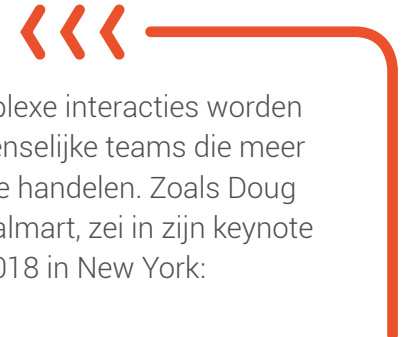 plexe interacties worden
enselijke teams die meer
e handelen. Zoals Doug
almart, zei in zijn keynote
018 in New York: